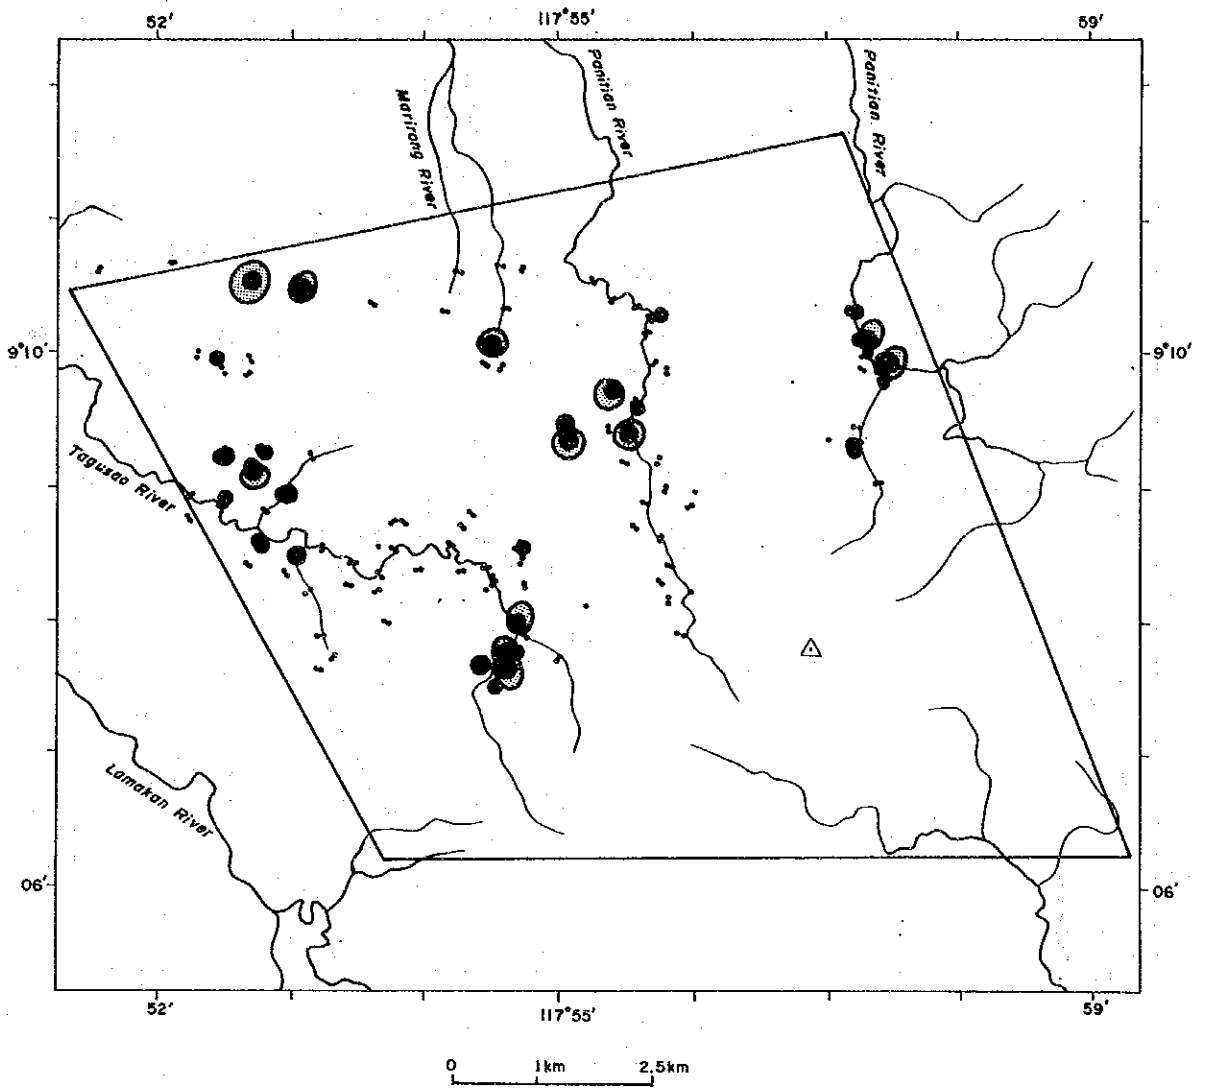 52′
117°55′
59′
Marirong River
Panitian River
Panitian River
9°10′
9°10′
Tagusao River
Lamakan River
06′
06′
52′
117°55′
59′
0 1km 2.5km